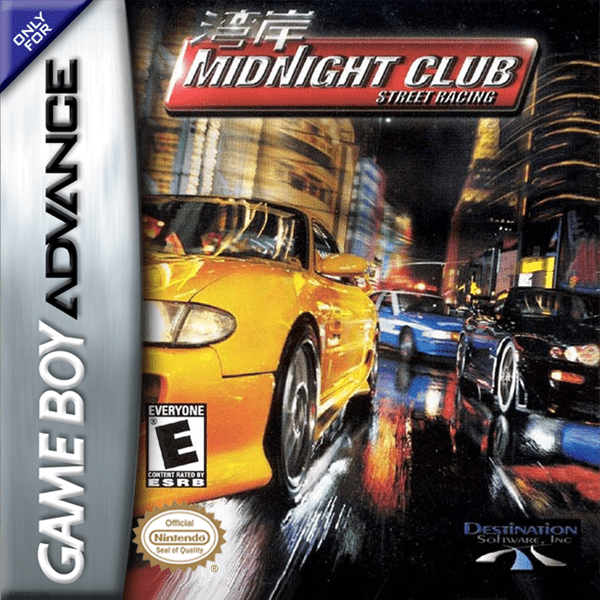 ONLY
FOR
GAME BOY ADVANCE
湾岸
MIDNIGHT CLUB
STREET RACING
EVERYONE
E
®
CONTENT RATED BY
ESRB
Official
Nintendo
Seal of Quality
®
DESTINATION
SOFTWARE, INC